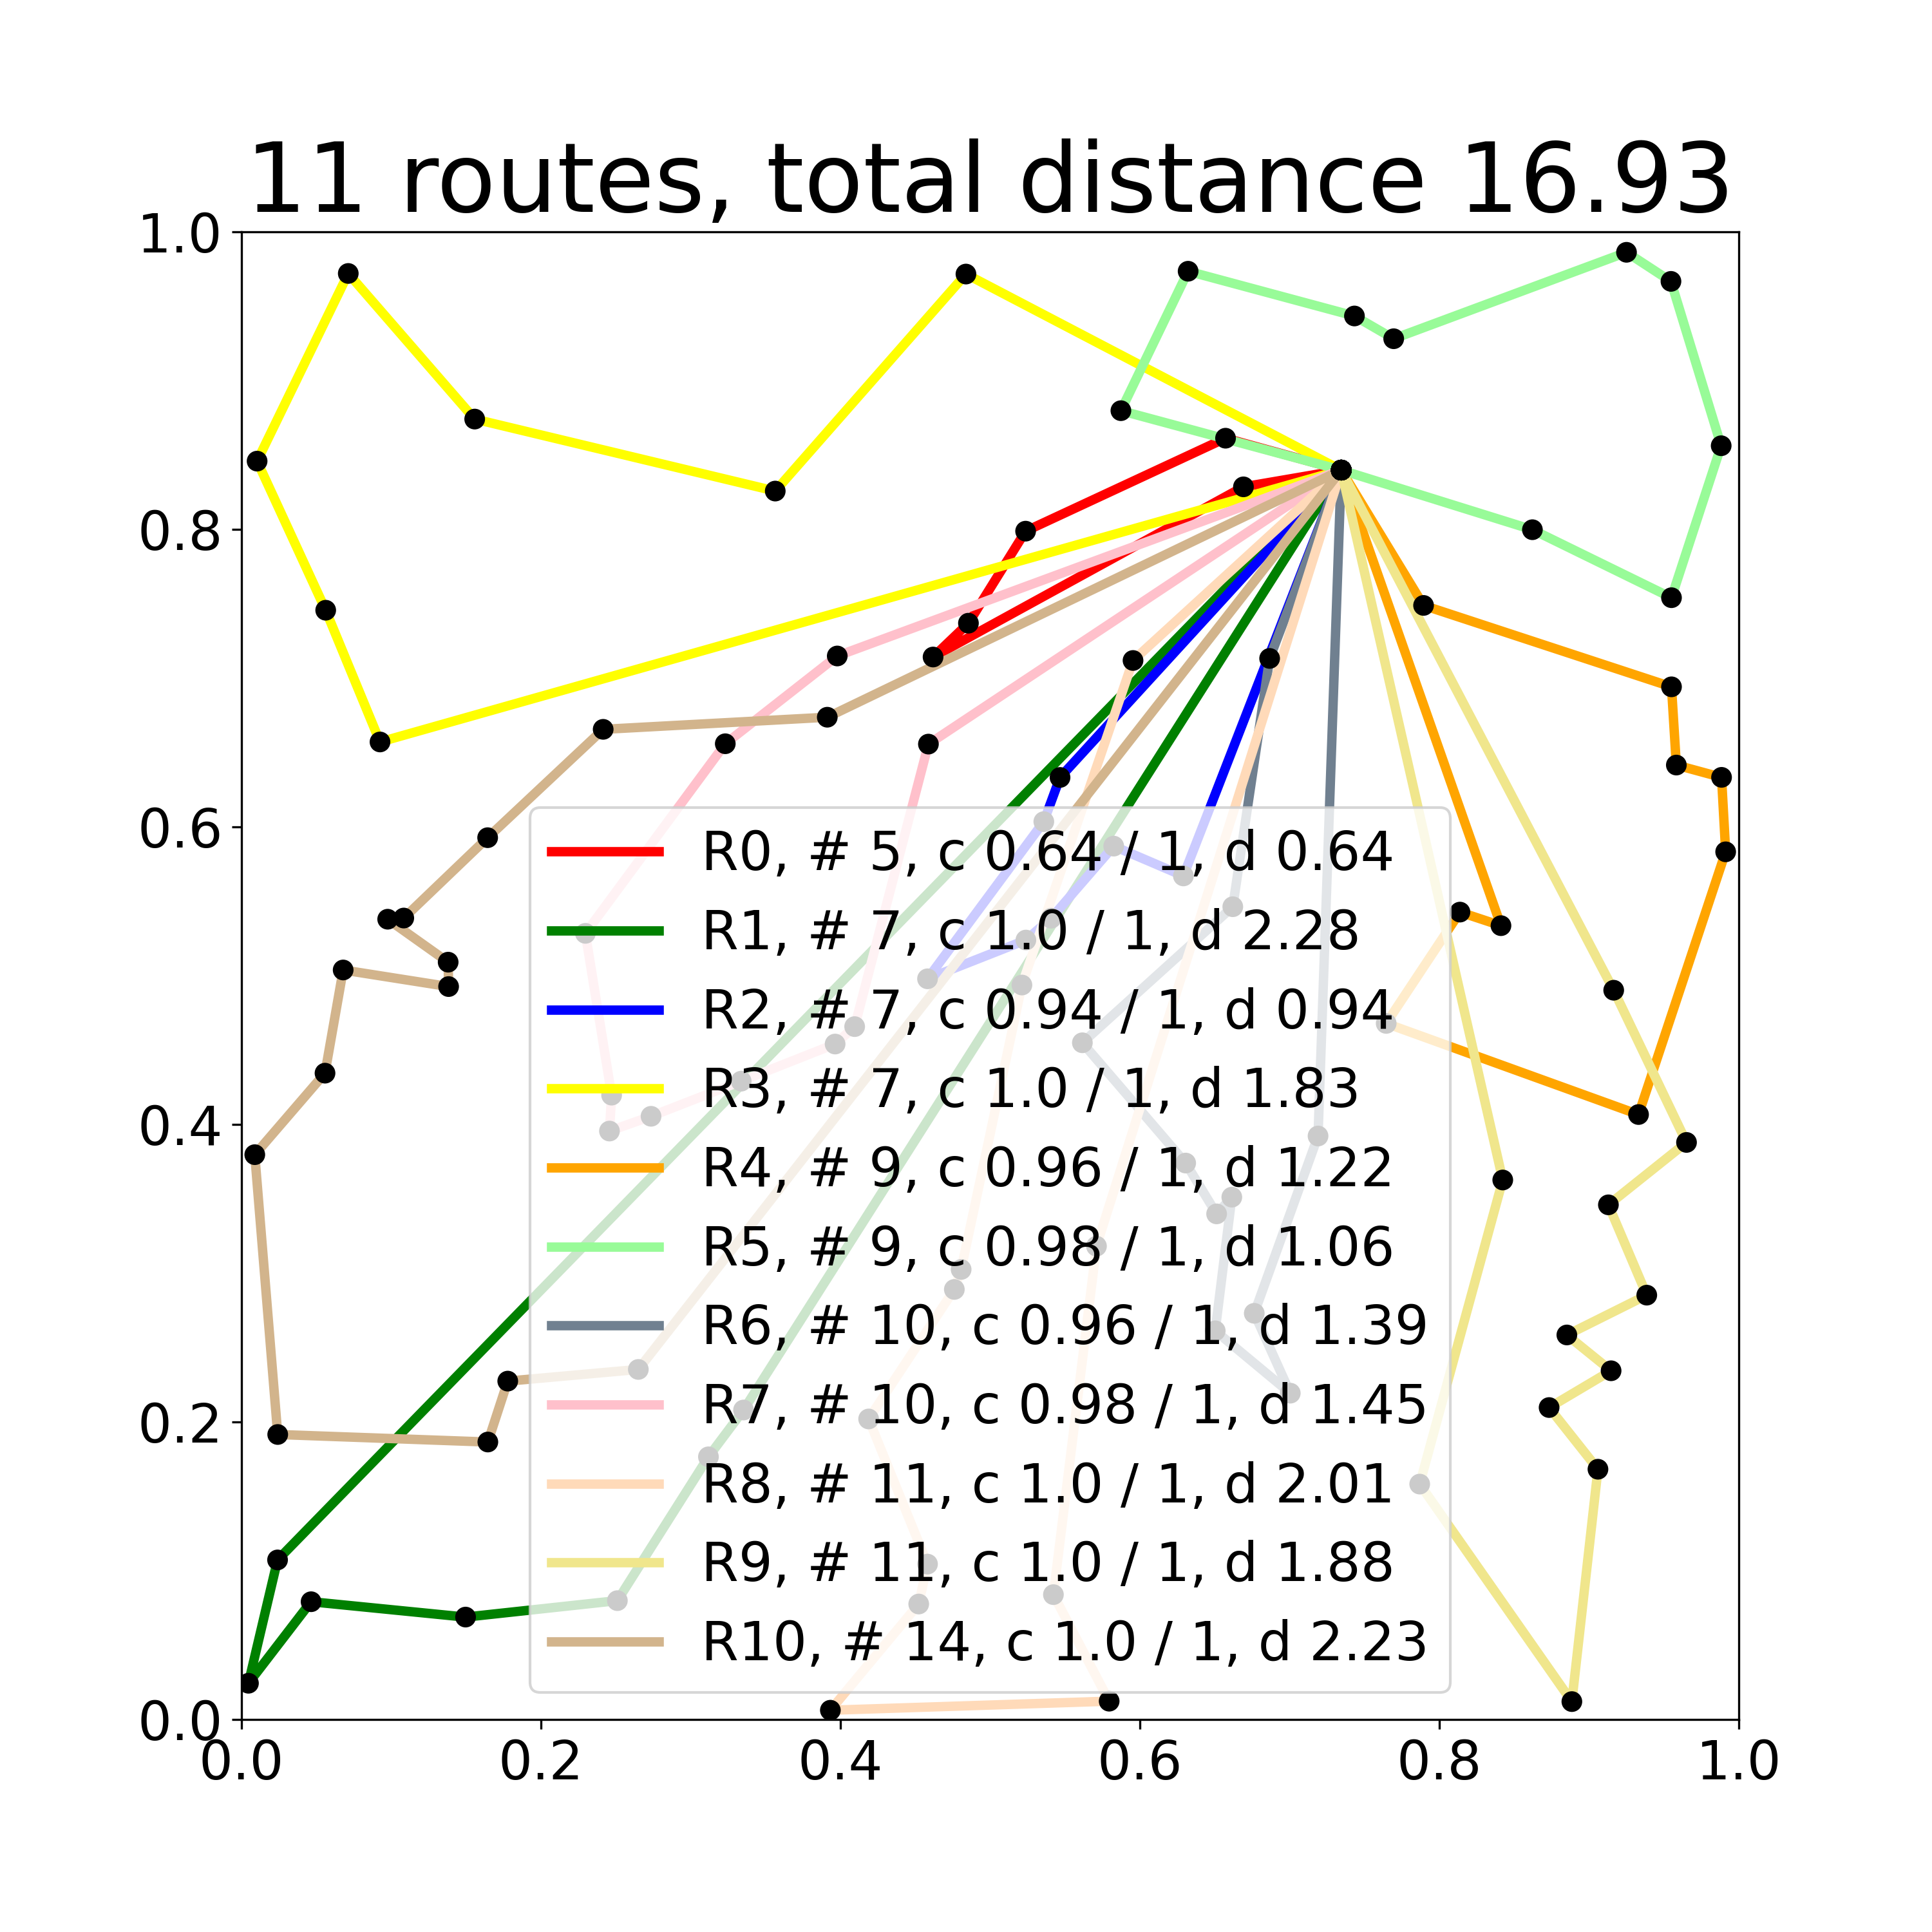 11 routes, total distance 16.93
1.0
0.8
0.6
0.4
0.2
0.0
R0, # 5, c 0.64 / 1, d 0.64
R1, # 7, c 1.0 / 1, d 2.28
R2, # 7, c 0.94 / 1, d 0.94
R3, # 7, c 1.0 / 1, d 1.83
R4, # 9, c 0.96 / 1, d 1.22
R5, # 9, c 0.98 / 1, d 1.06
R6, # 10, c 0.96 / 1, d 1.39
R7, # 10, c 0.98 / 1, d 1.45
R8, # 11, c 1.0 / 1, d 2.01
R9, # 11, c 1.0 / 1, d 1.88
R10, # 14, c 1.0 / 1, d 2.23
0.0 0.2 0.4 0.6 0.8 1.0